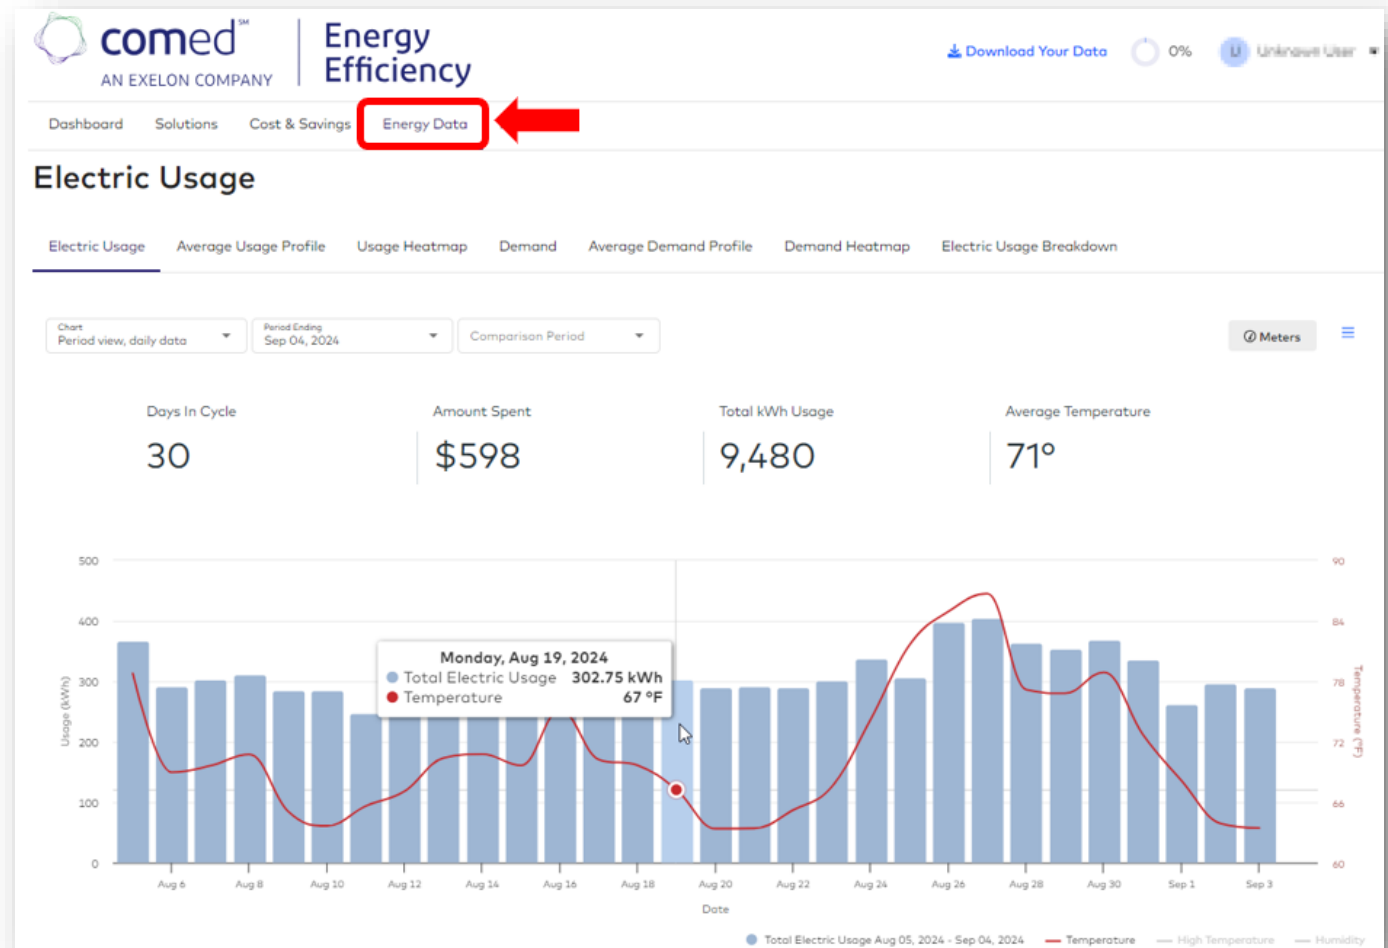 comed℠
AN EXELON COMPANY
Energy
Efficiency
Download Your Data
0%
U Unknown User
Dashboard Solutions Cost & Savings Energy Data
Electric Usage
Electric Usage Average Usage Profile Usage Heatmap Demand Average Demand Profile Demand Heatmap Electric Usage Breakdown
Chart
Period view, daily data
Period Ending
Sep 04, 2024
Comparison Period
Meters
Days In Cycle
30
Amount Spent
$598
Total kWh Usage
9,480
Average Temperature
71°
500
400
300
200
100
0
Usage (kWh)
Monday, Aug 19, 2024
Total Electric Usage 302.75 kWh
Temperature 67 °F
90
84
78
72
66
60
Temperature (°F)
Aug 6 Aug 8 Aug 10 Aug 12 Aug 14 Aug 16 Aug 18 Aug 20 Aug 22 Aug 24 Aug 26 Aug 28 Aug 30 Sep 1 Sep 3
Date
Total Electric Usage Aug 05, 2024 - Sep 04, 2024 Temperature High Temperature Humidity